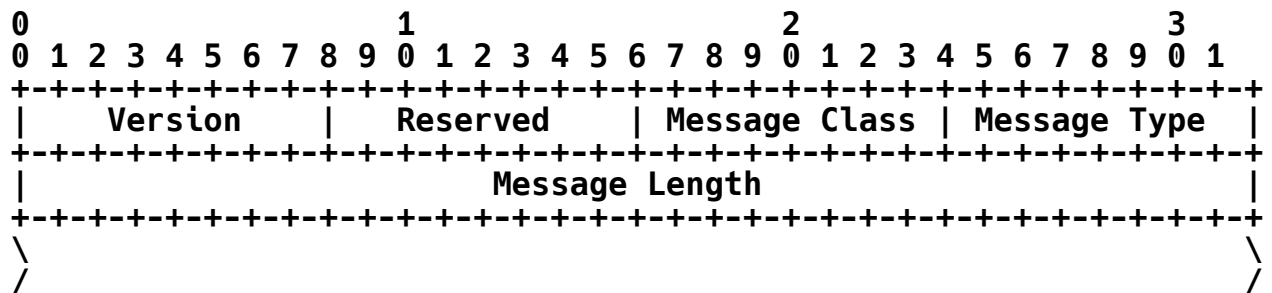 0                   1                   2                   3
0 1 2 3 4 5 6 7 8 9 0 1 2 3 4 5 6 7 8 9 0 1 2 3 4 5 6 7 8 9 0 1
+-+-+-+-+-+-+-+-+-+-+-+-+-+-+-+-+-+-+-+-+-+-+-+-+-+-+-+-+-+-+-+-+
|    Version    |   Reserved    | Message Class | Message Type  |
+-+-+-+-+-+-+-+-+-+-+-+-+-+-+-+-+-+-+-+-+-+-+-+-+-+-+-+-+-+-+-+-+
|                        Message Length                         |
+-+-+-+-+-+-+-+-+-+-+-+-+-+-+-+-+-+-+-+-+-+-+-+-+-+-+-+-+-+-+-+-+
\                                                               \
/                                                               /